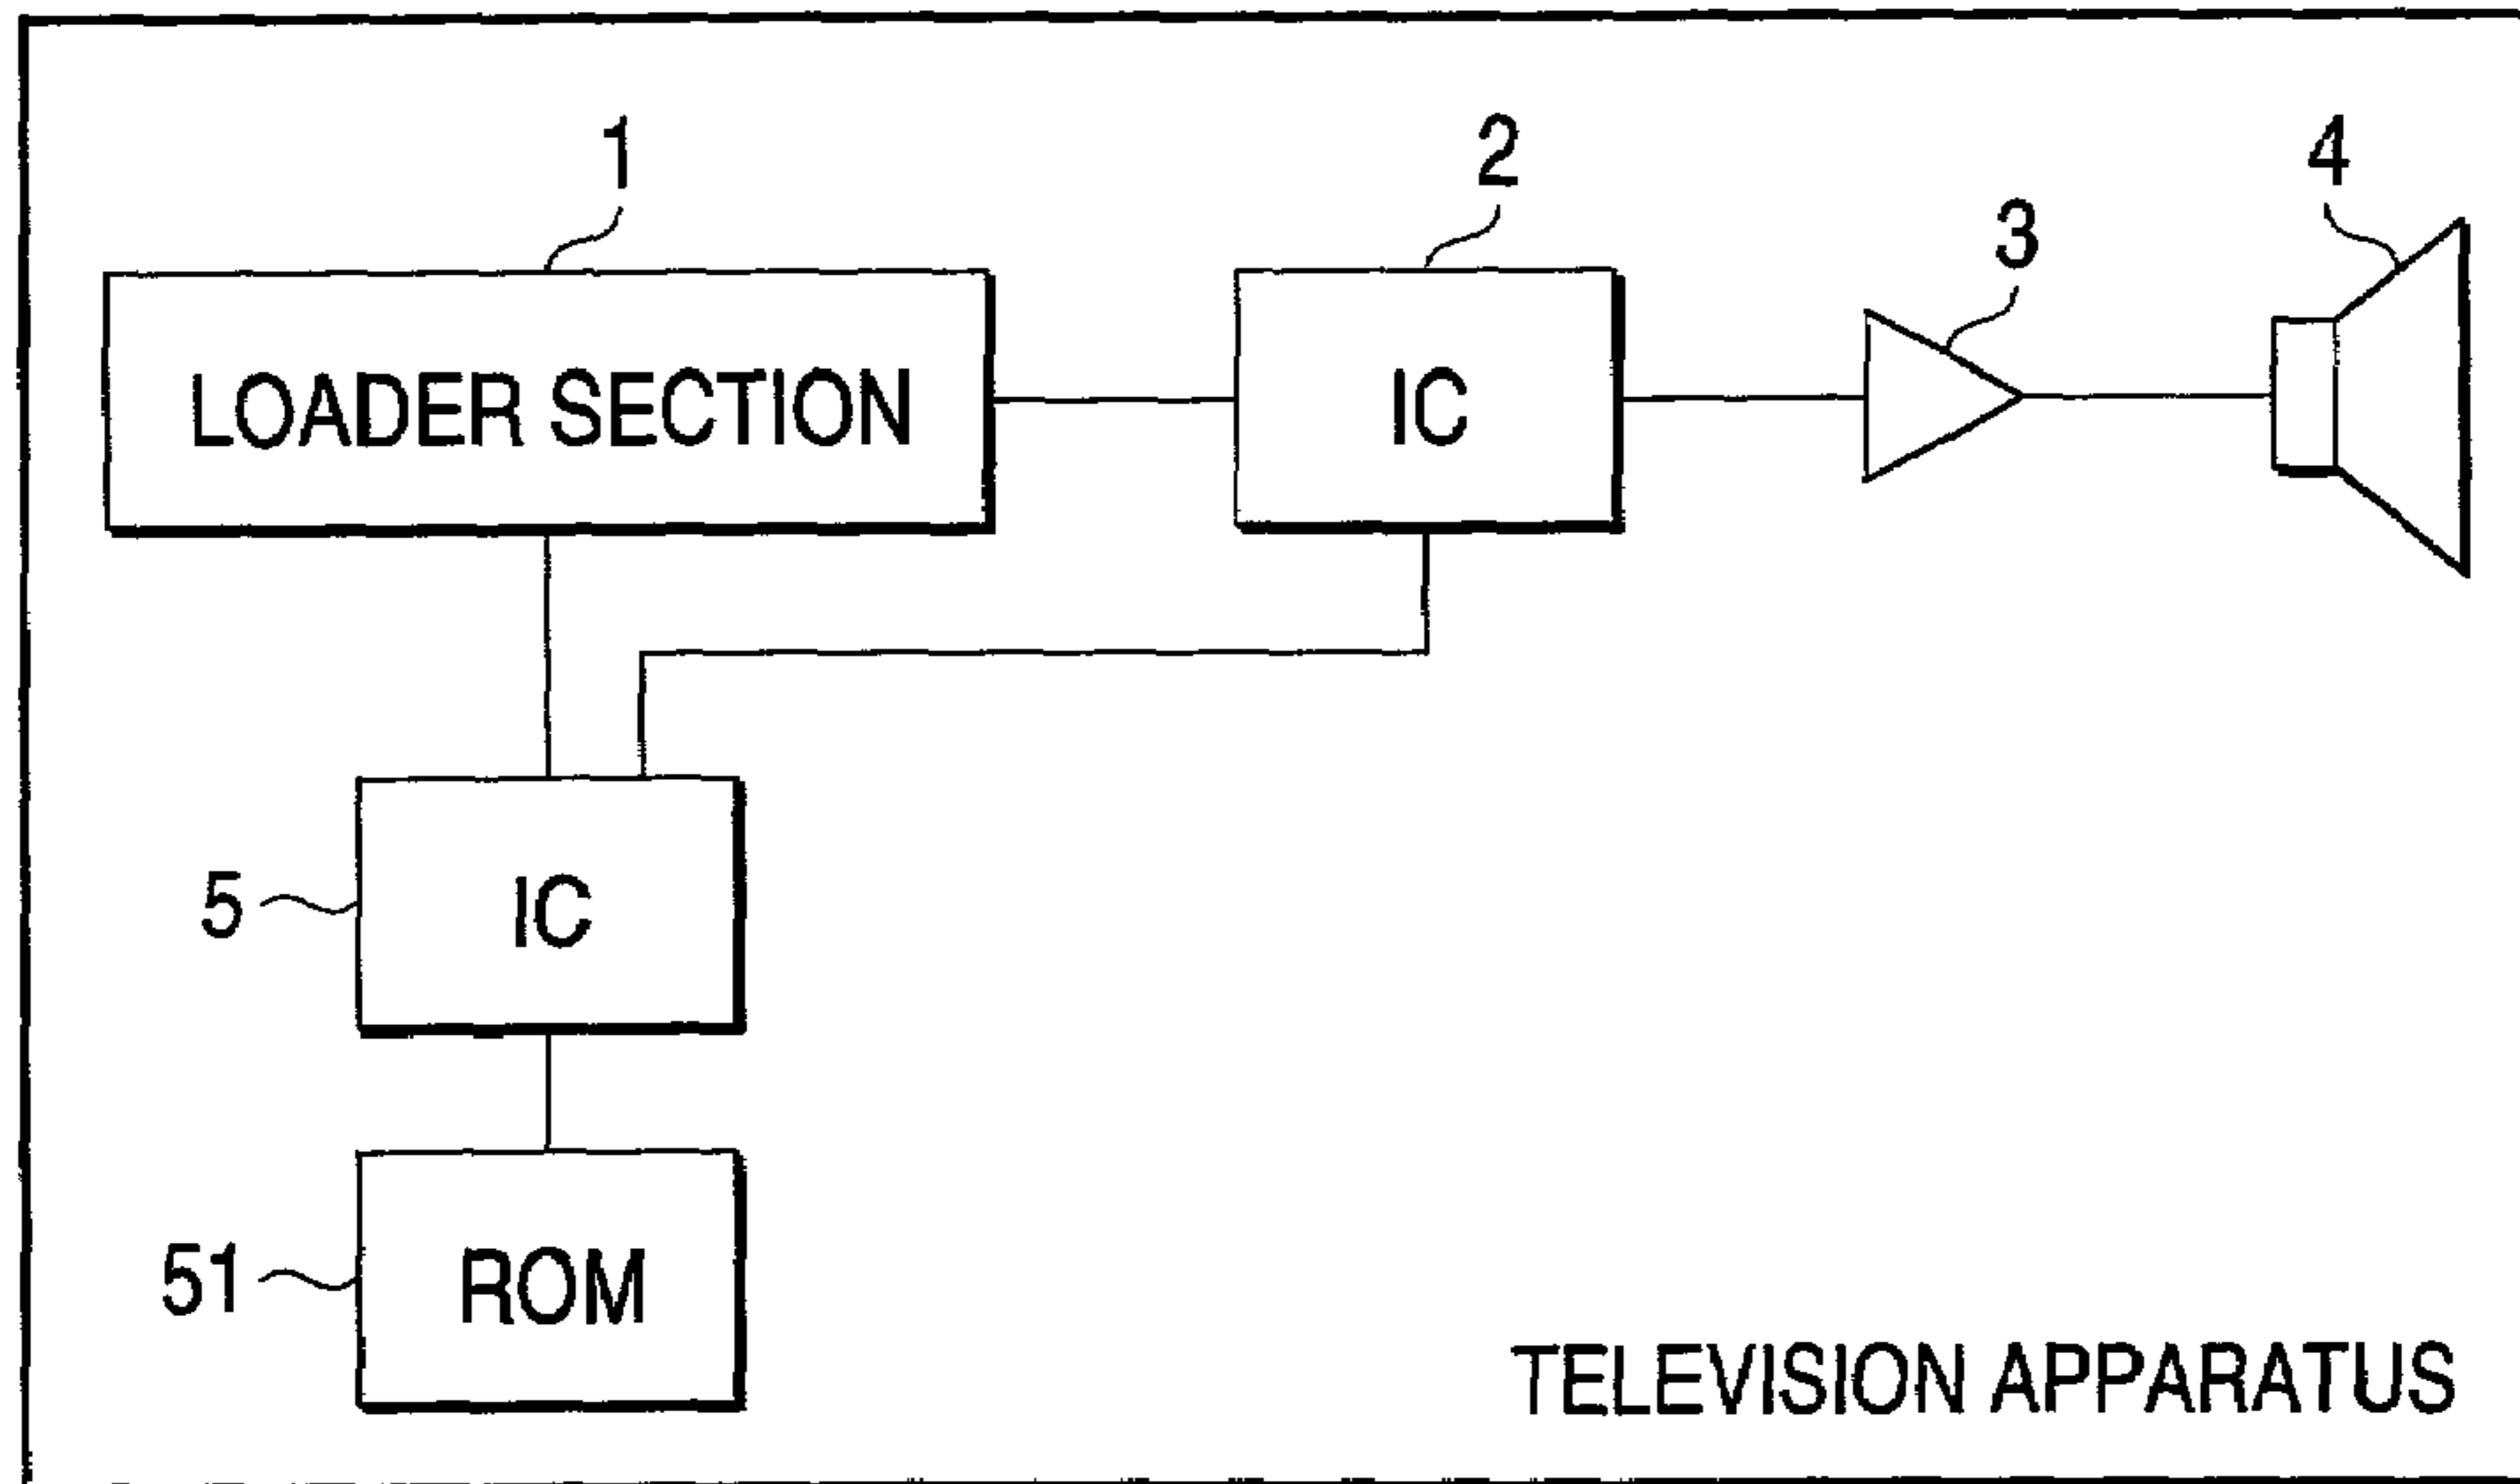 1
2
3
4
LOADER SECTION
IC
5
IC
51
ROM
TELEVISION APPARATUS